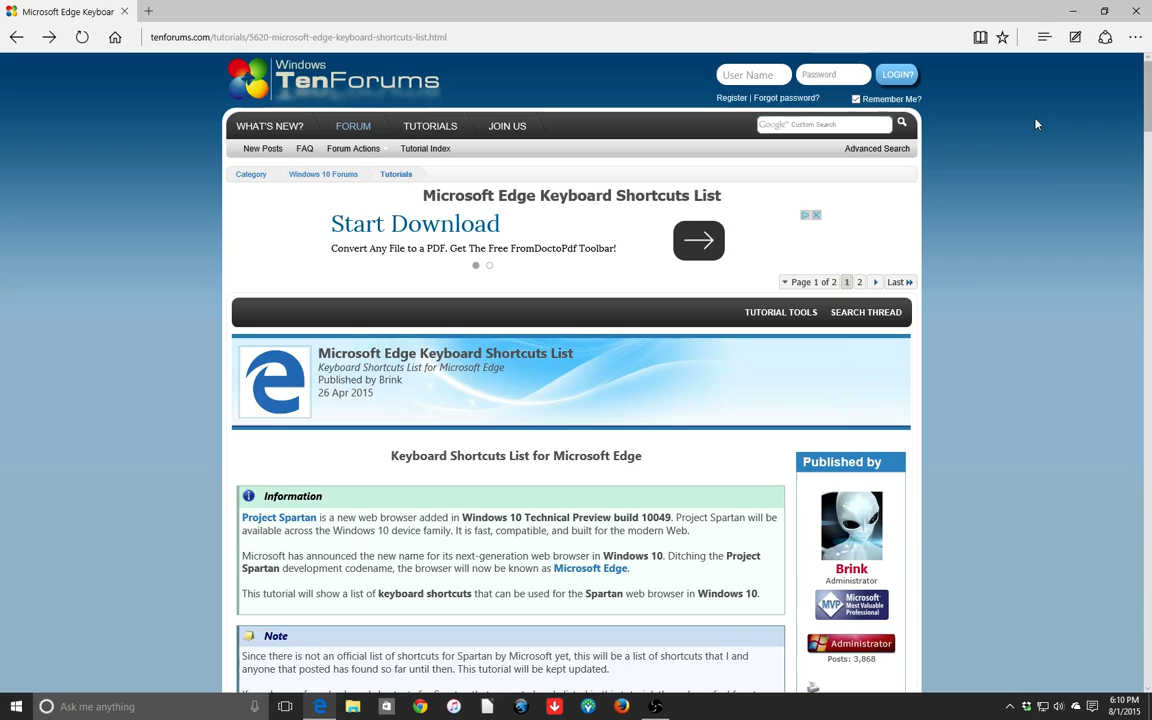 Microsoft Edge Keyboar
tenforums.com/tutorials/5620-microsoft-edge-keyboard-shortcuts-list.html
Windows
TenForums
User Name
Password
LOGIN?
Register | Forgot password?
Remember Me?
WHAT'S NEW?
FORUM
TUTORIALS
JOIN US
Google™ Custom Search
New Posts
FAQ
Forum Actions
Tutorial Index
Advanced Search
Category
Windows 10 Forums
Tutorials
Microsoft Edge Keyboard Shortcuts List
Start Download
Convert Any File to a PDF. Get The Free FromDoctoPdf Toolbar!
Page 1 of 2
1
2
Last
TUTORIAL TOOLS
SEARCH THREAD
Microsoft Edge Keyboard Shortcuts List
Keyboard Shortcuts List for Microsoft Edge
Published by Brink
26 Apr 2015
Keyboard Shortcuts List for Microsoft Edge
Information
Project Spartan is a new web browser added in Windows 10 Technical Preview build 10049. Project Spartan will be
available across the Windows 10 device family. It is fast, compatible, and built for the modern Web.
Microsoft has announced the new name for its next-generation web browser in Windows 10. Ditching the Project
Spartan development codename, the browser will now be known as Microsoft Edge.
This tutorial will show a list of keyboard shortcuts that can be used for the Spartan web browser in Windows 10.
Note
Since there is not an official list of shortcuts for Spartan by Microsoft yet, this will be a list of shortcuts that I and
anyone that posted has found so far until then. This tutorial will be kept updated.
Published by
Brink
Administrator
MVP
Microsoft
Most Valuable
Professional
Administrator
Posts: 3,868
Ask me anything
6:10 PM
8/1/2015